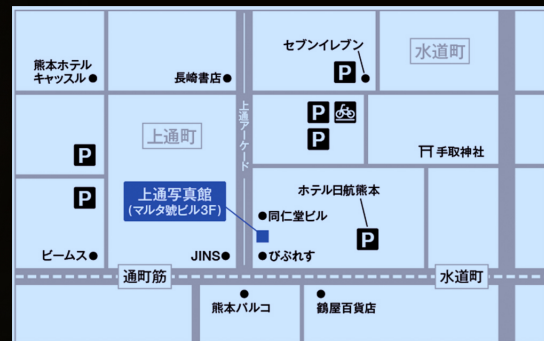 熊本ホテル
キャッスル
長崎書店
セブンイレブン
P
水道町
上通アーケード
上通町
P
P
P
手取神社
P
上通写真館
(マルタ號ビル3F)
ホテル日航熊本
同仁堂ビル
P
ビームス
JINS
びぷれす
通町筋
水道町
熊本パルコ
鶴屋百貨店